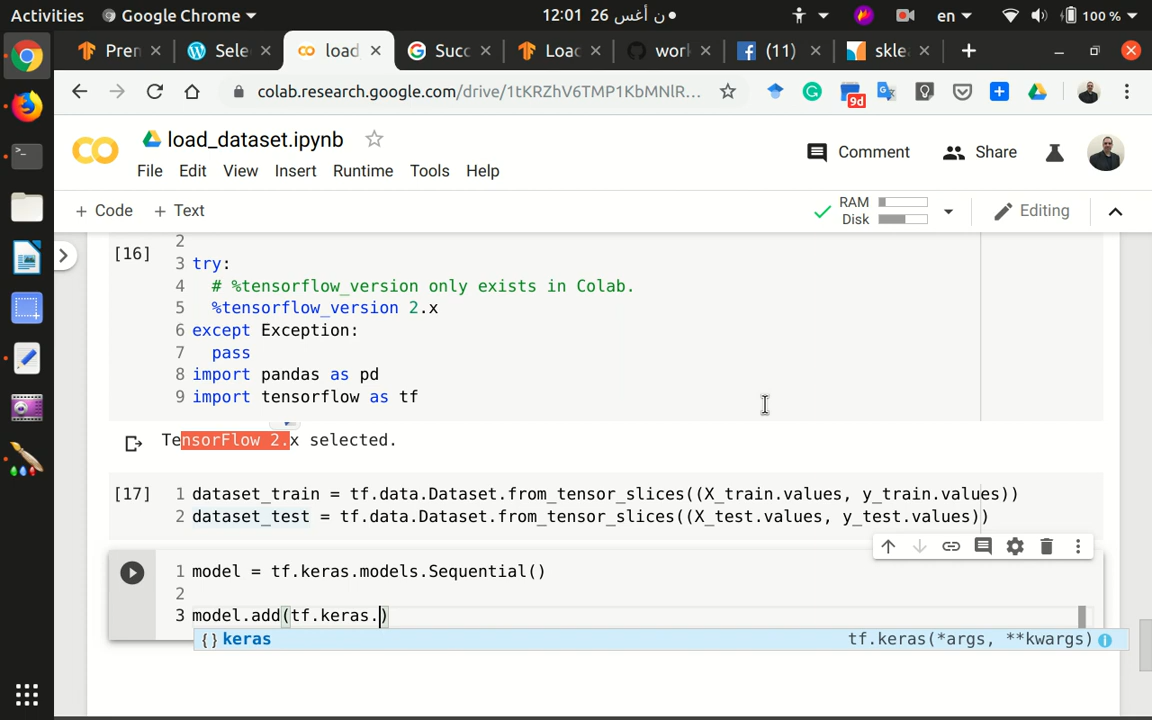 Activities Google Chrome ▾ 12:01 26 ن أغس en ▾ 100 % ▾
Pren × Sele × load × Succ × Load × worl × (11) × skle ×
colab.research.google.com/drive/1tKRZhV6TMP1KbMNlR... 9d
load_dataset.ipynb Comment Share
File Edit View Insert Runtime Tools Help
+ Code + Text RAM Editing
Disk
2
[16] 3 try:
4 # %tensorflow_version only exists in Colab.
5 %tensorflow_version 2.x
6 except Exception:
7 pass
8 import pandas as pd
9 import tensorflow as tf
TensorFlow 2.x selected.
[17] 1 dataset_train = tf.data.Dataset.from_tensor_slices((X_train.values, y_train.values))
2 dataset_test = tf.data.Dataset.from_tensor_slices((X_test.values, y_test.values))
1 model = tf.keras.models.Sequential()
2
3 model.add(tf.keras.)
{} keras tf.keras(*args, **kwargs)